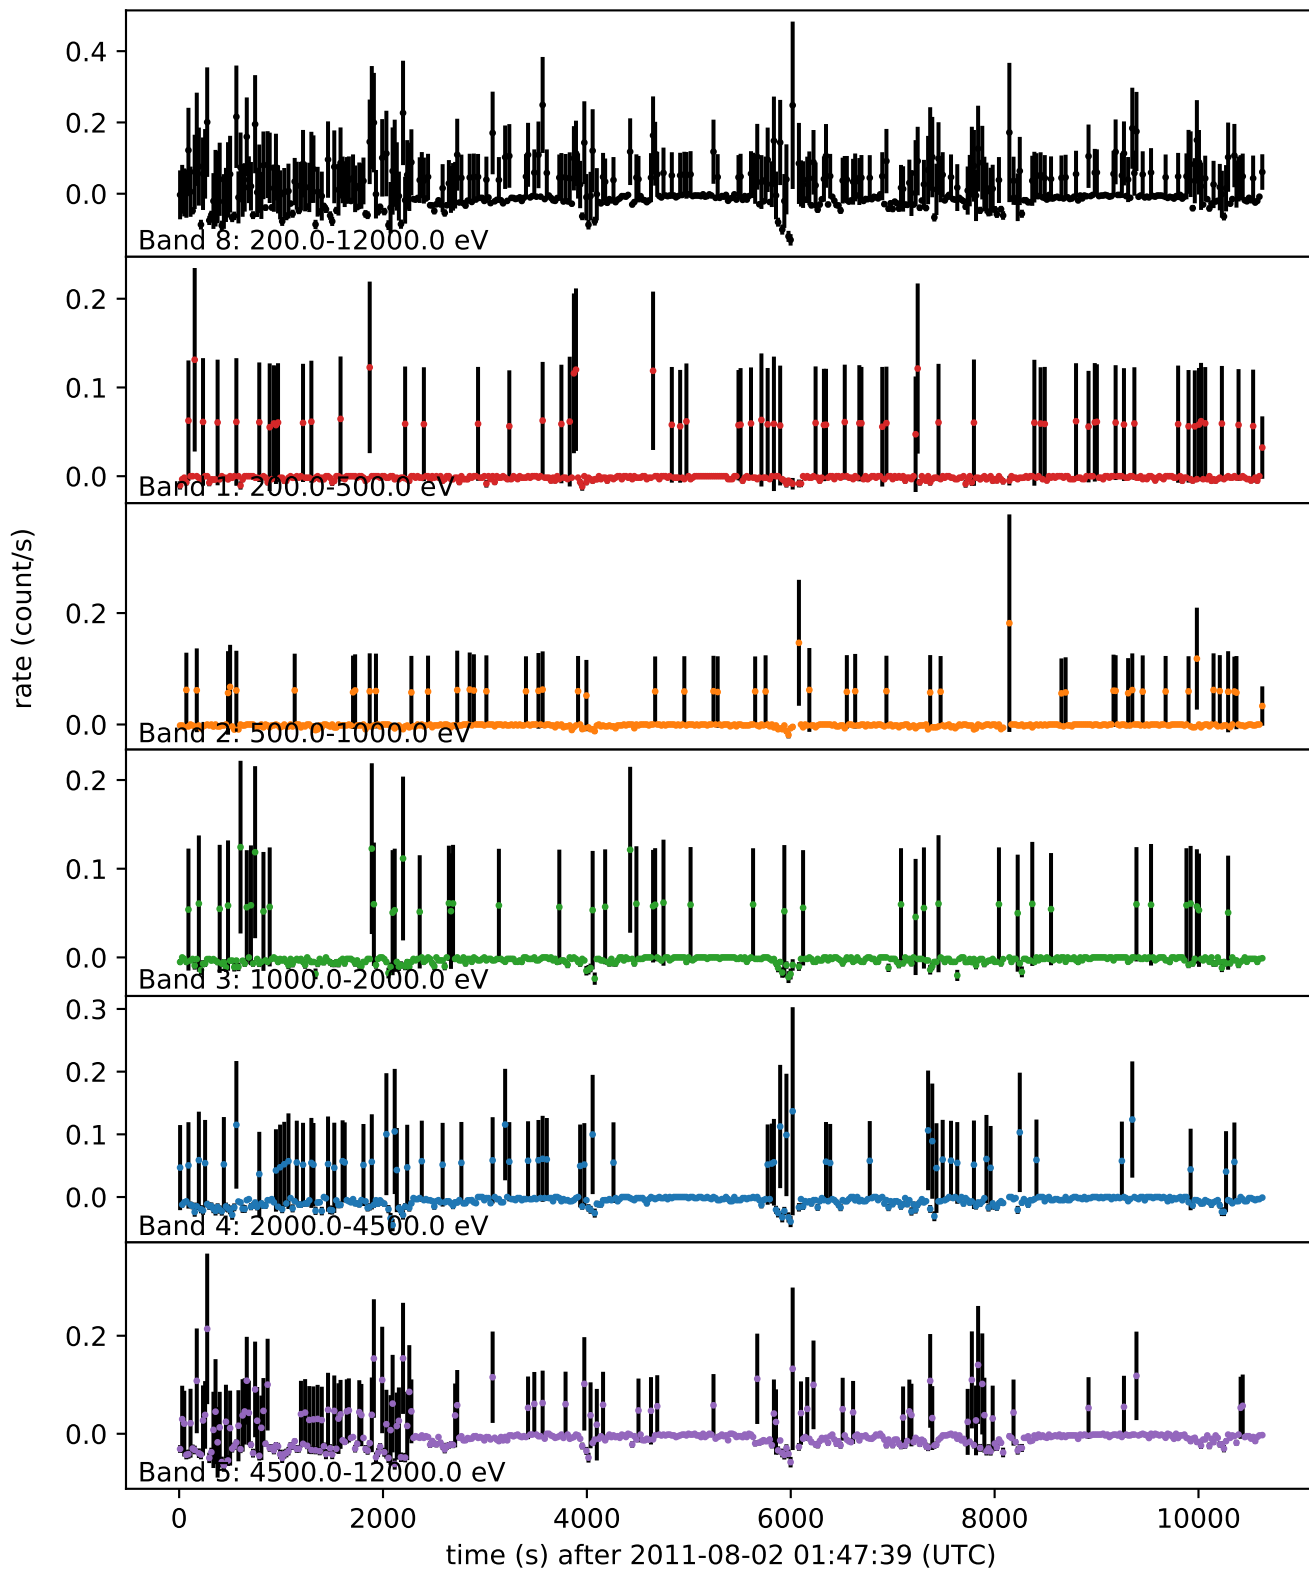 0.4
0.2
0.0
Band 8: 200.0-12000.0 eV
0.2
0.1
0.0
Band 1: 200.0-500.0 eV
0.2
0.0
Band 2: 500.0-1000.0 eV
rate (count/s)
0.2
0.1
0.0
Band 3: 1000.0-2000.0 eV
0.3
0.2
0.1
0.0
Band 4: 2000.0-4500.0 eV
0.2
0.0
Band 5: 4500.0-12000.0 eV
0 2000 4000 6000 8000 10000
time (s) after 2011-08-02 01:47:39 (UTC)